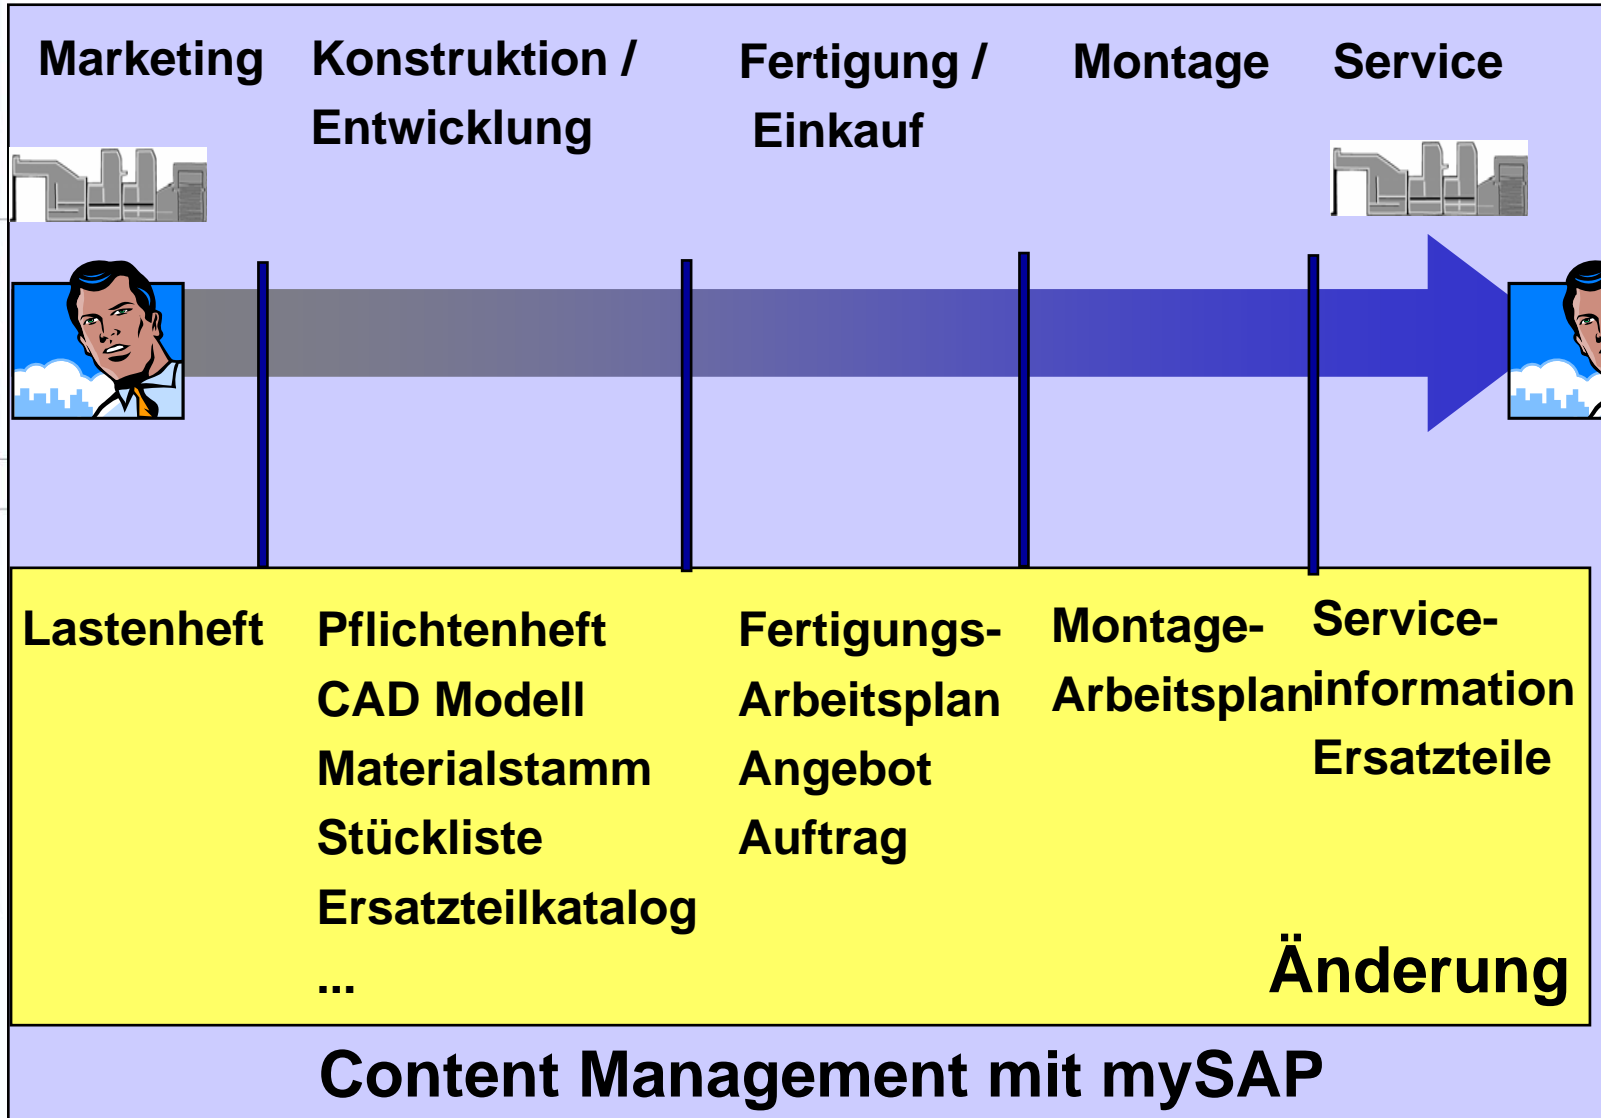 Marketing
Konstruktion /
Entwicklung
Fertigung /
Einkauf
Montage
Service
Lastenheft
Pflichtenheft
CAD Modell
Materialstamm
Stückliste
Ersatzteilkatalog
...
Fertigungs-
Arbeitsplan
Angebot
Auftrag
Montage-
Arbeitsplan
Service-
information
Ersatzteile
Änderung
Content Management mit mySAP